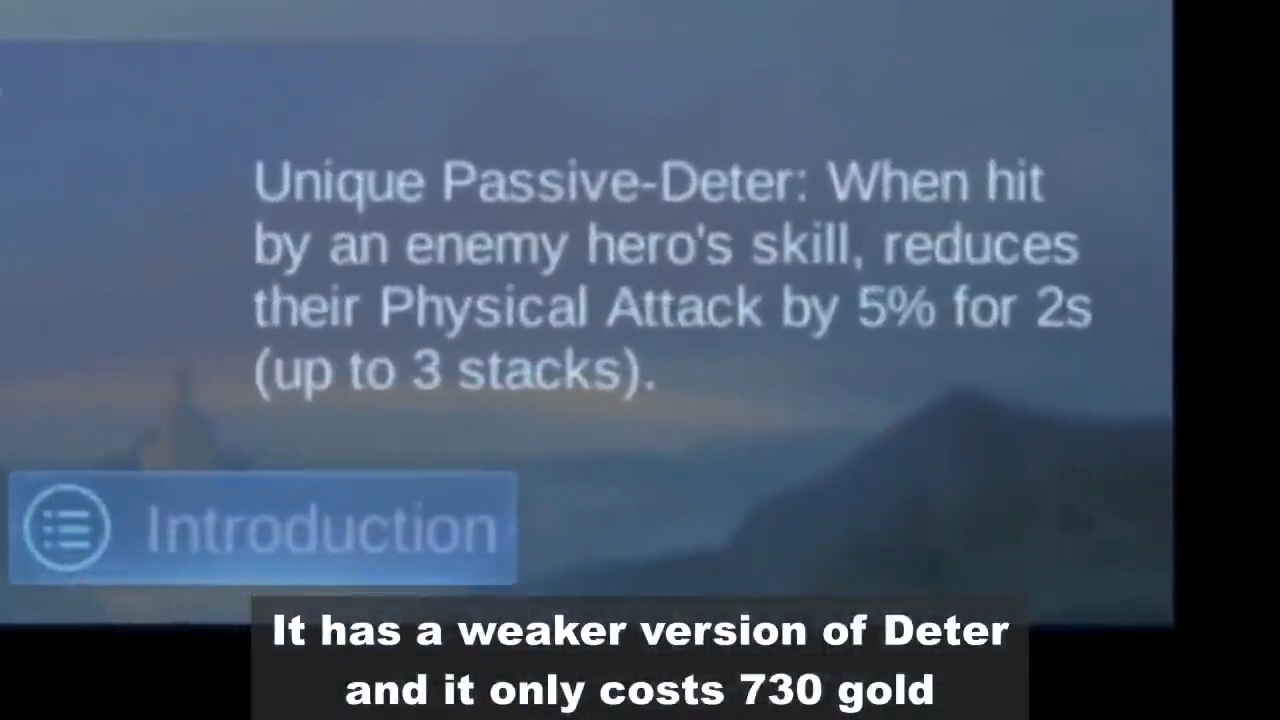 Unique Passive-Deter: When hit
by an enemy hero's skill, reduces
their Physical Attack by 5% for 2s
(up to 3 stacks).
Introduction
It has a weaker version of Deter
and it only costs 730 gold